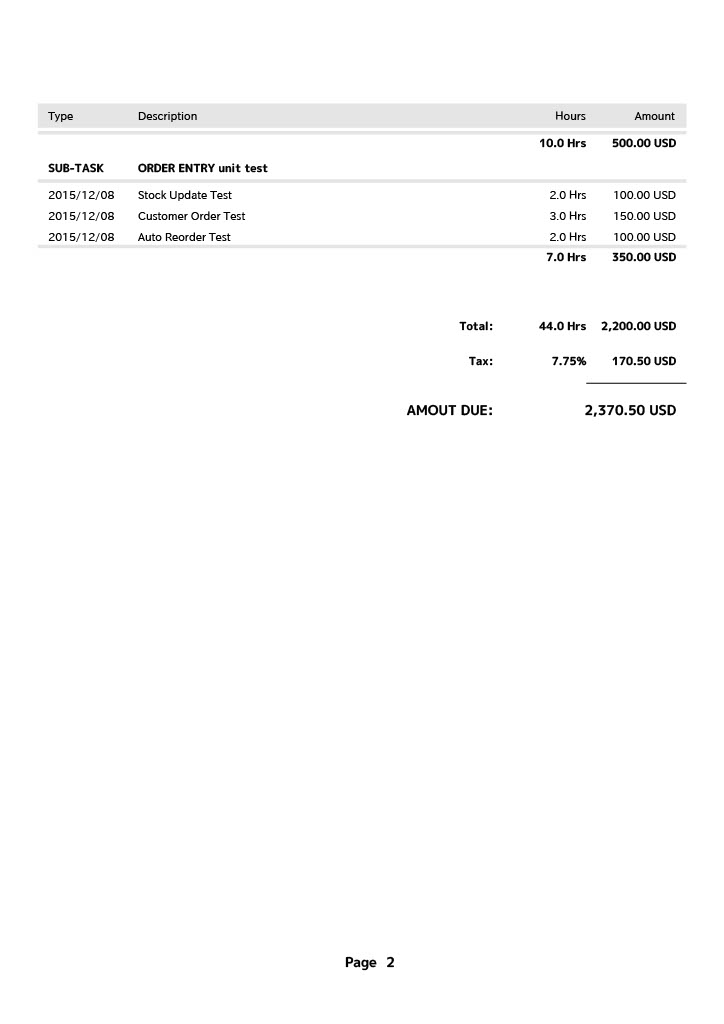 Type Description Hours Amount
10.0 Hrs 500.00 USD
SUB-TASK ORDER ENTRY unit test
2015/12/08 Stock Update Test 2.0 Hrs 100.00 USD
2015/12/08 Customer Order Test 3.0 Hrs 150.00 USD
2015/12/08 Auto Reorder Test 2.0 Hrs 100.00 USD
7.0 Hrs 350.00 USD
Total: 44.0 Hrs 2,200.00 USD
Tax: 7.75% 170.50 USD
AMOUT DUE: 2,370.50 USD
Page 2